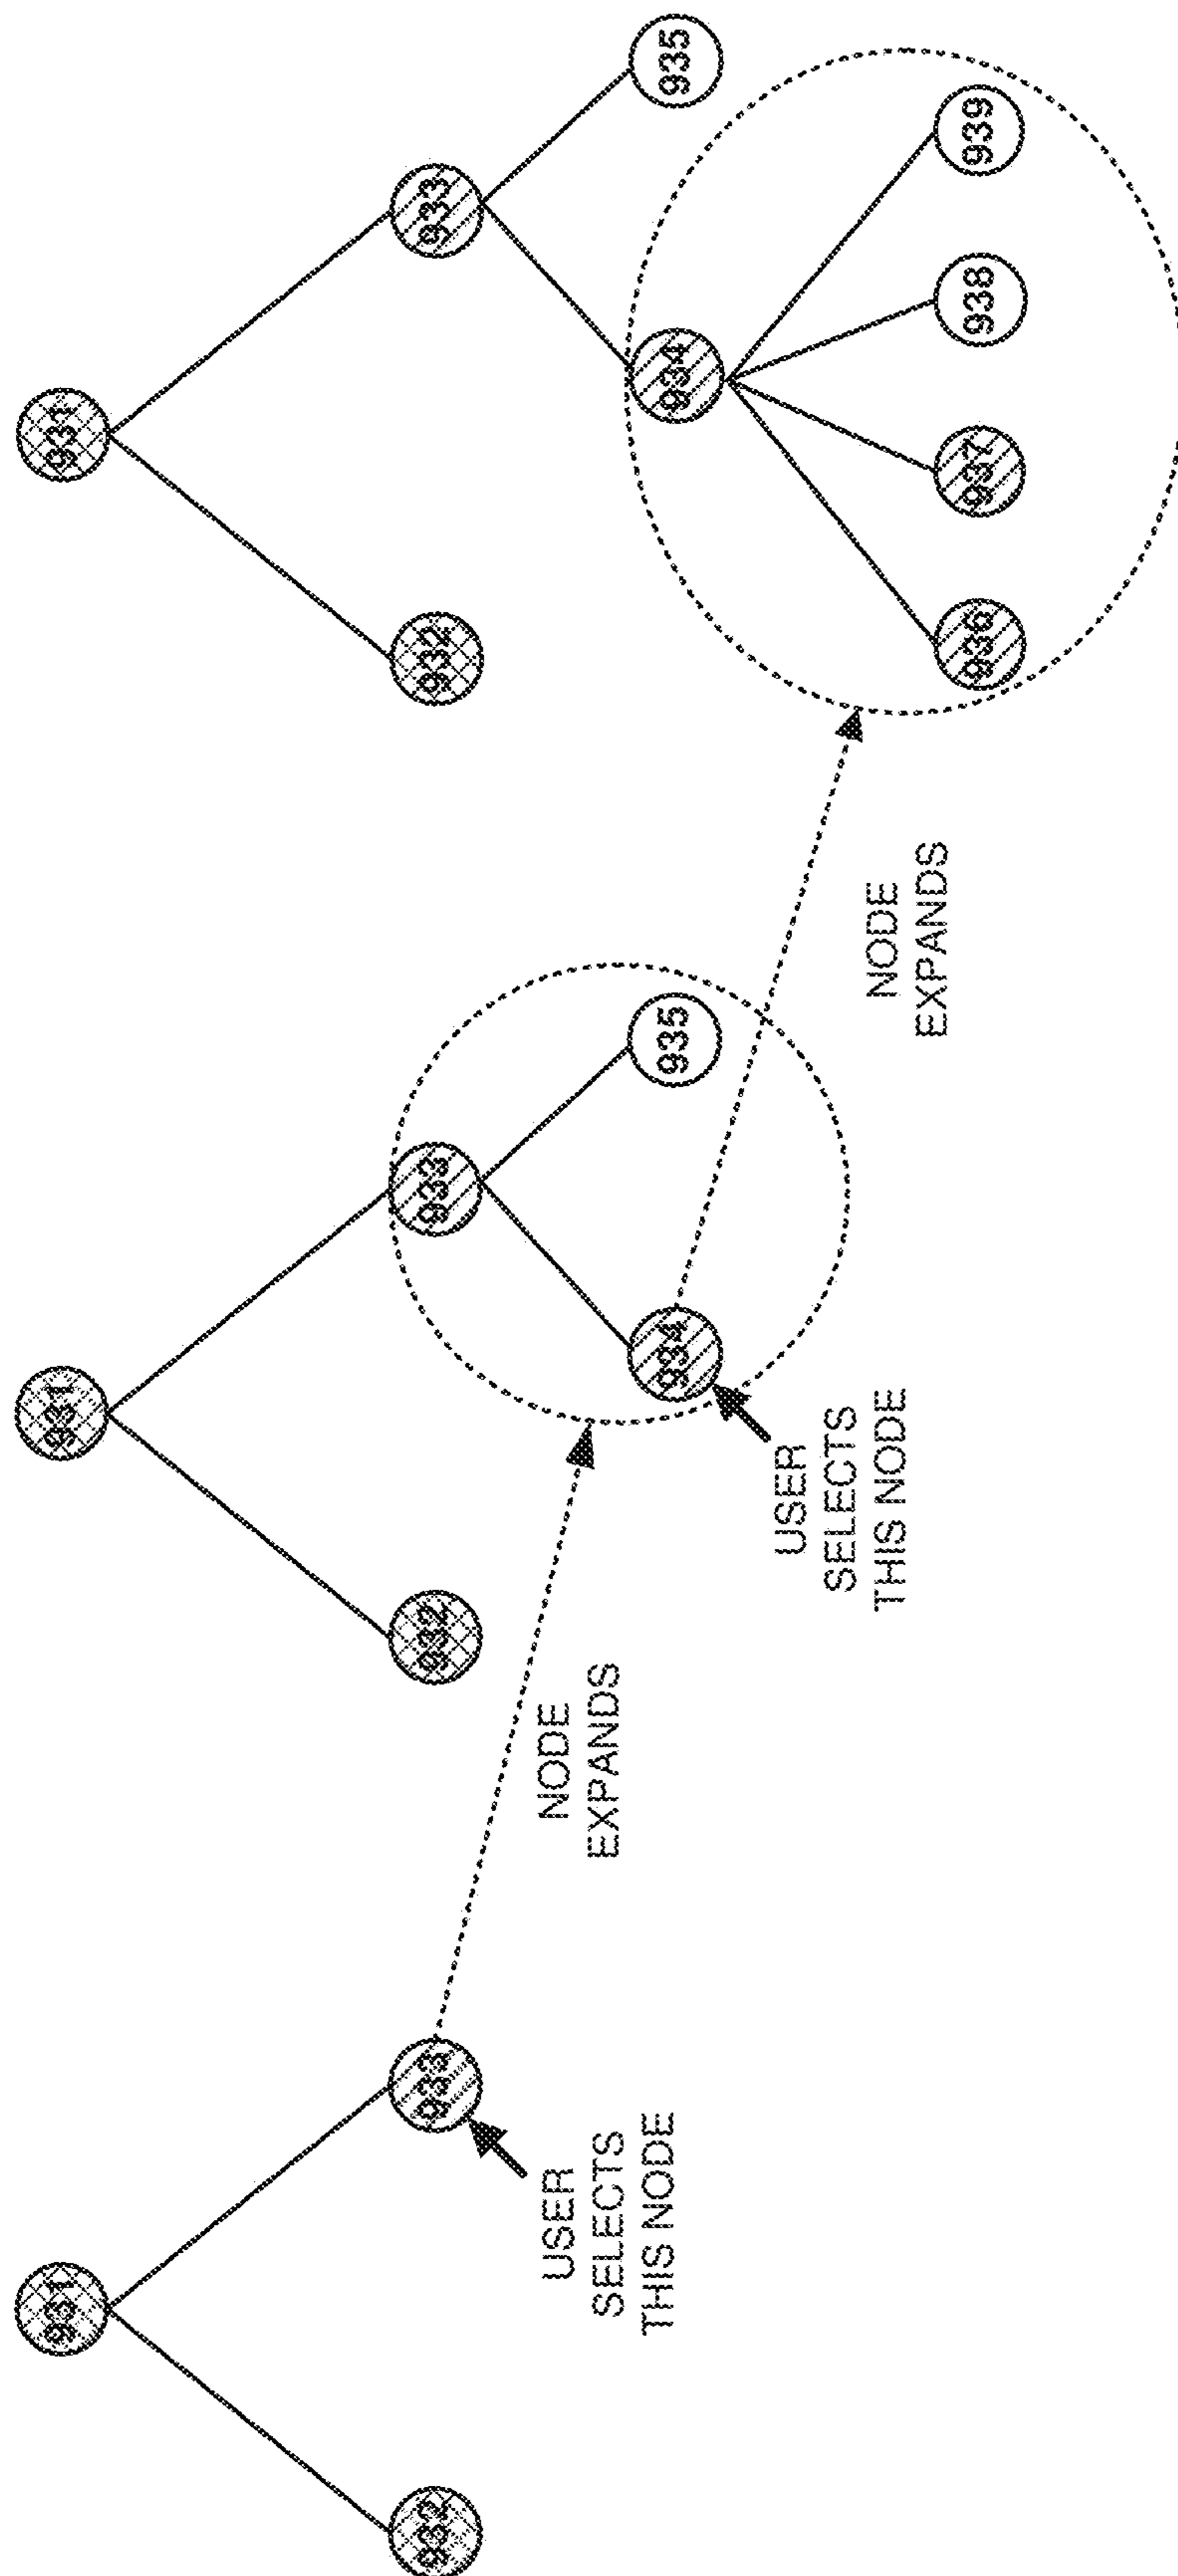 931
932
933
USER
SELECTS
THIS NODE
NODE
EXPANDS
931
932
933
934
935
USER
SELECTS
THIS NODE
NODE
EXPANDS
931
932
933
934
935
936
937
938
939